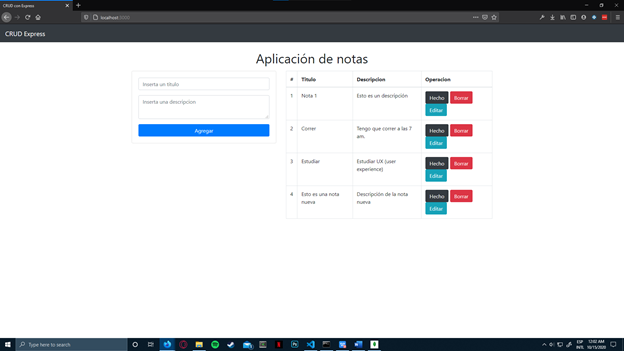 CRUD con Express
localhost:3000
CRUD Express
Aplicación de notas
Inserta un titulo
Inserta una descripcion
Agregar
# Titulo Descripcion Operacion
1 Nota 1 Esto es un descripción Hecho Borrar
Editar
2 Correr Tengo que correr a las 7 Hecho Borrar
am. Editar
3 Estudiar Estudiar UX (user Hecho Borrar
experience) Editar
4 Esto es una nota Descripción de la nota Hecho Borrar
nueva nueva Editar
Type here to search
ESP 12:02 AM
INTL 10/15/2020